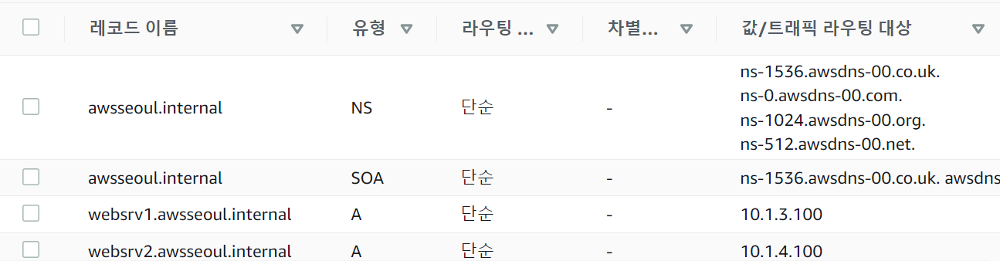 레코드 이름 유형 라우팅 ... 차별... 값/트래픽 라우팅 대상
ns-1536.awsdns-00.co.uk.
ns-0.awsdns-00.com.
awsseoul.internal NS 단순 -
ns-1024.awsdns-00.org.
ns-512.awsdns-00.net.
awsseoul.internal SOA 단순 - ns-1536.awsdns-00.co.uk. awsdns
websrv1.awsseoul.internal A 단순 - 10.1.3.100
websrv2.awsseoul.internal A 단순 - 10.1.4.100